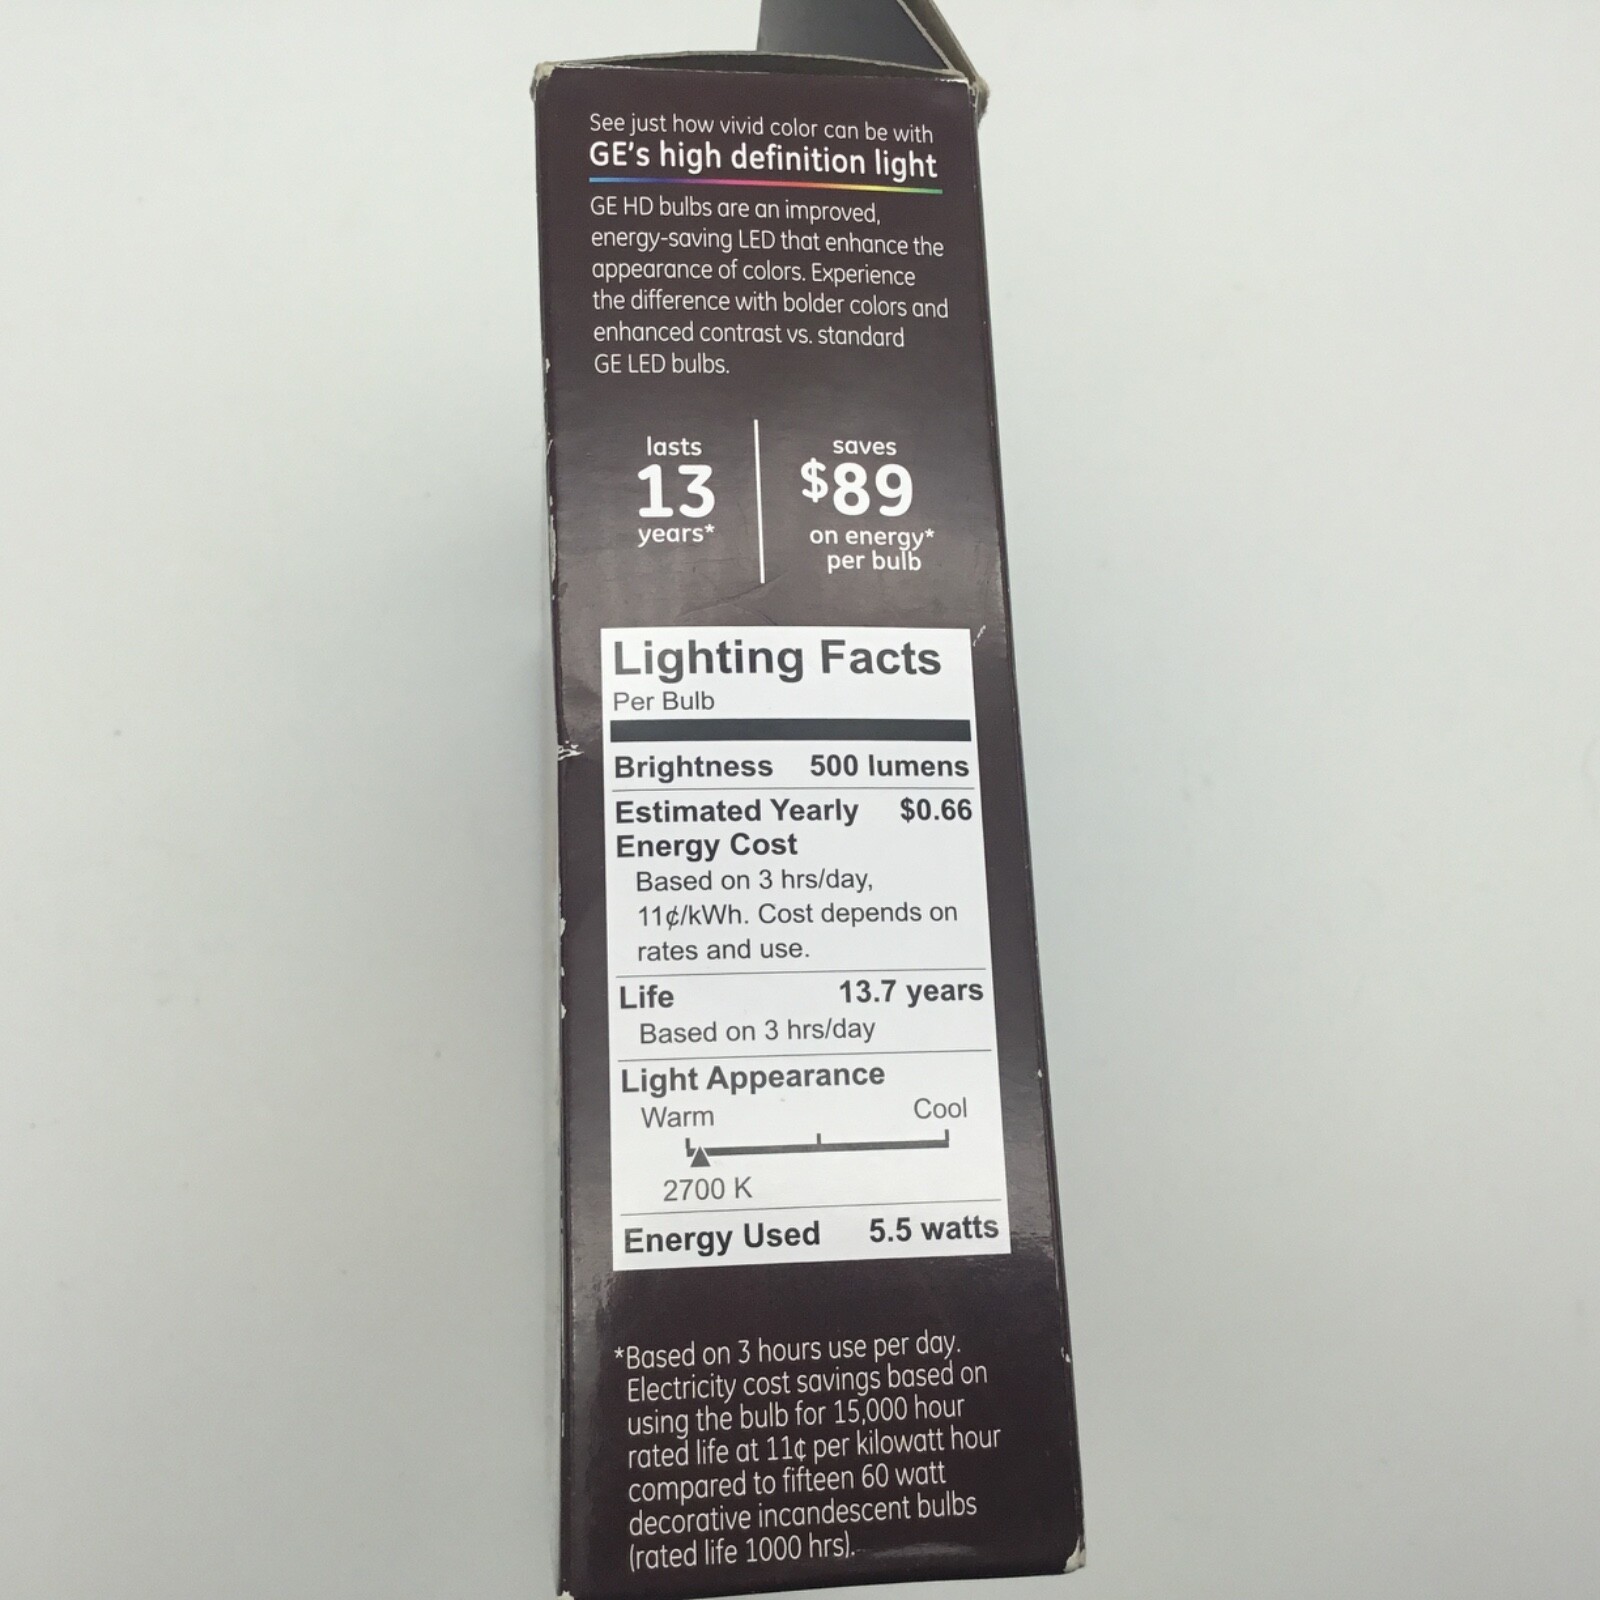 See just how vivid color can be with
GE's high definition light
GE HD bulbs are an improved,
energy-saving LED that enhance the
appearance of colors. Experience
the difference with bolder colors and
enhanced contrast vs. standard
GE LED bulbs.
lasts
13
years*
saves
$89
on energy*
per bulb
Lighting Facts
Per Bulb
Brightness 500 lumens
Estimated Yearly $0.66
Energy Cost
Based on 3 hrs/day,
11¢/kWh. Cost depends on
rates and use.
Life 13.7 years
Based on 3 hrs/day
Light Appearance
Warm Cool
2700 K
Energy Used 5.5 watts
*Based on 3 hours use per day.
Electricity cost savings based on
using the bulb for 15,000 hour
rated life at 11¢ per kilowatt hour
compared to fifteen 60 watt
decorative incandescent bulbs
(rated life 1000 hrs).